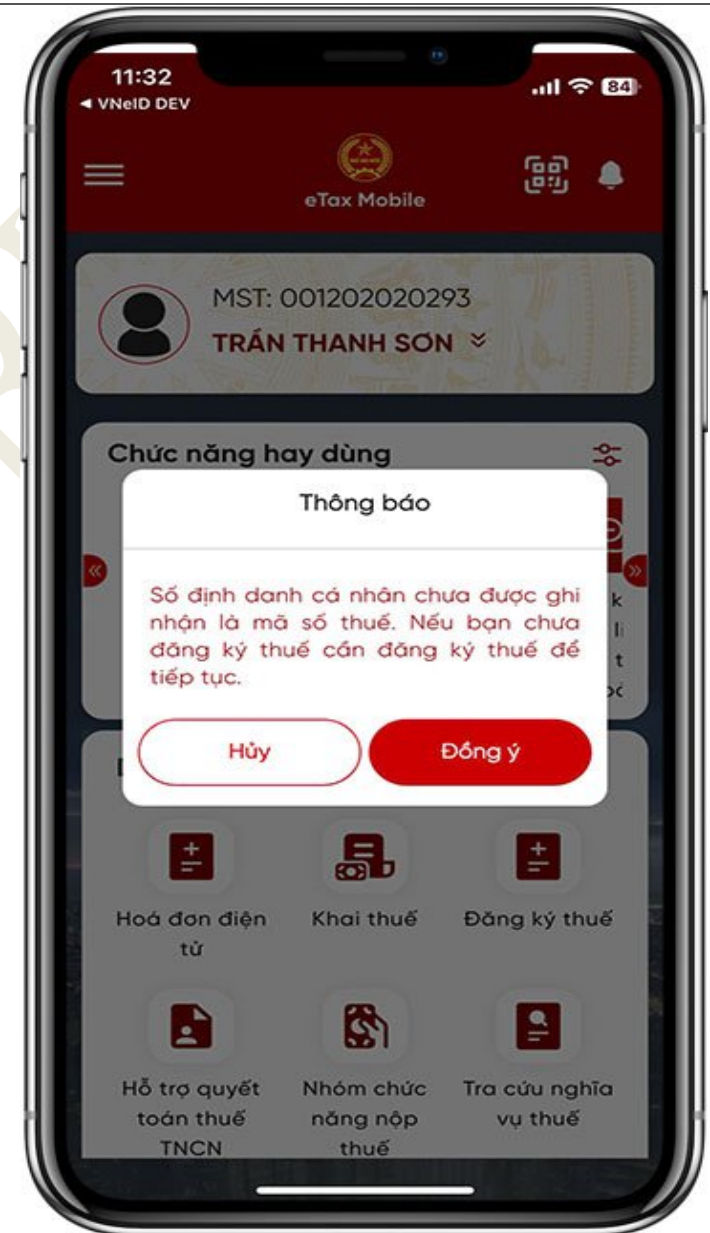 11:32
84
◄ VNeID DEV
eTax Mobile
MST: 001202020293
TRẦN THANH SƠN
Chức năng hay dùng
Thông báo
Số định danh cá nhân chưa được ghi
nhận là mã số thuế. Nếu bạn chưa
đăng ký thuế cần đăng ký thuế để
tiếp tục.
k
t
Hủy
Đồng ý
Hoá đơn điện
tử
Khai thuế
Đăng ký thuế
Hỗ trợ quyết
toán thuế
TNCN
Nhóm chức
năng nộp
thuế
Tra cứu nghĩa
vụ thuế